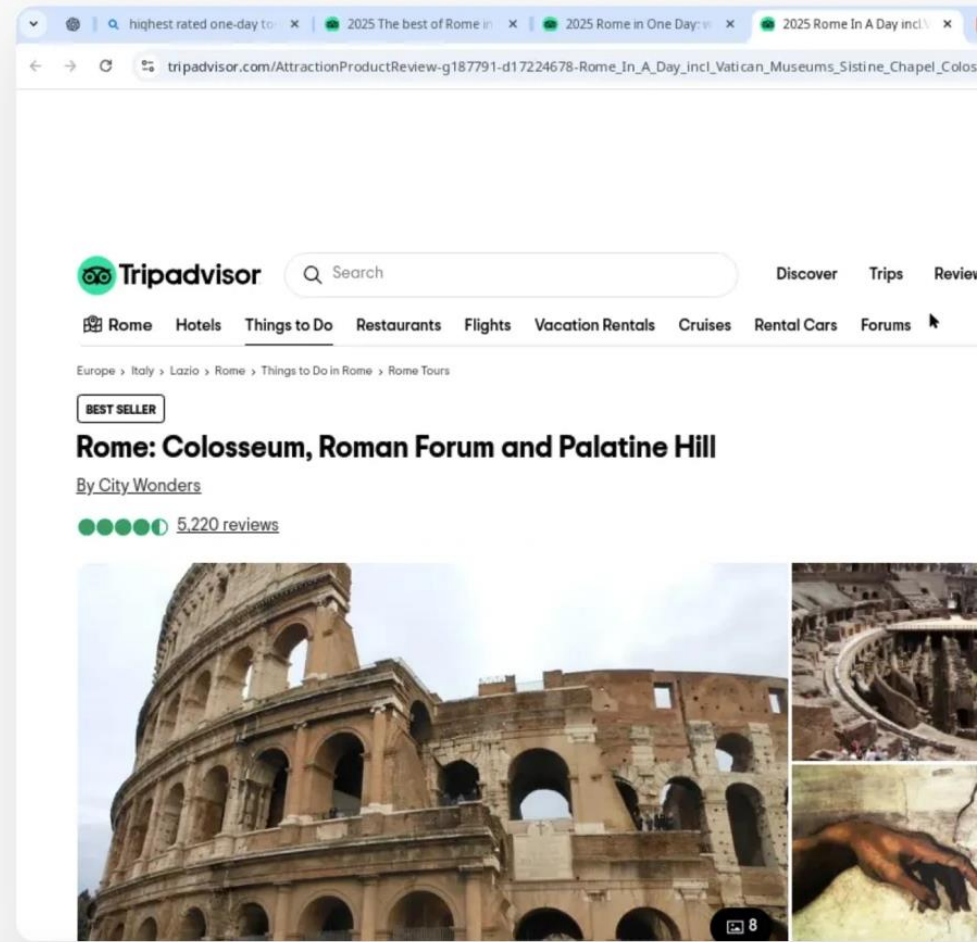 highest rated one-day to
2025 The best of Rome in
2025 Rome in One Day: w
2025 Rome In A Day incl.
tripadvisor.com/AttractionProductReview-g187791-d17224678-Rome_In_A_Day_incl_Vatican_Museums_Sistine_Chapel_Colos
Tripadvisor
Search
Discover
Trips
Review
Rome
Hotels
Things to Do
Restaurants
Flights
Vacation Rentals
Cruises
Rental Cars
Forums
Europe › Italy › Lazio › Rome › Things to Do in Rome › Rome Tours
BEST SELLER
Rome: Colosseum, Roman Forum and Palatine Hill
By City Wonders
5,220 reviews
8